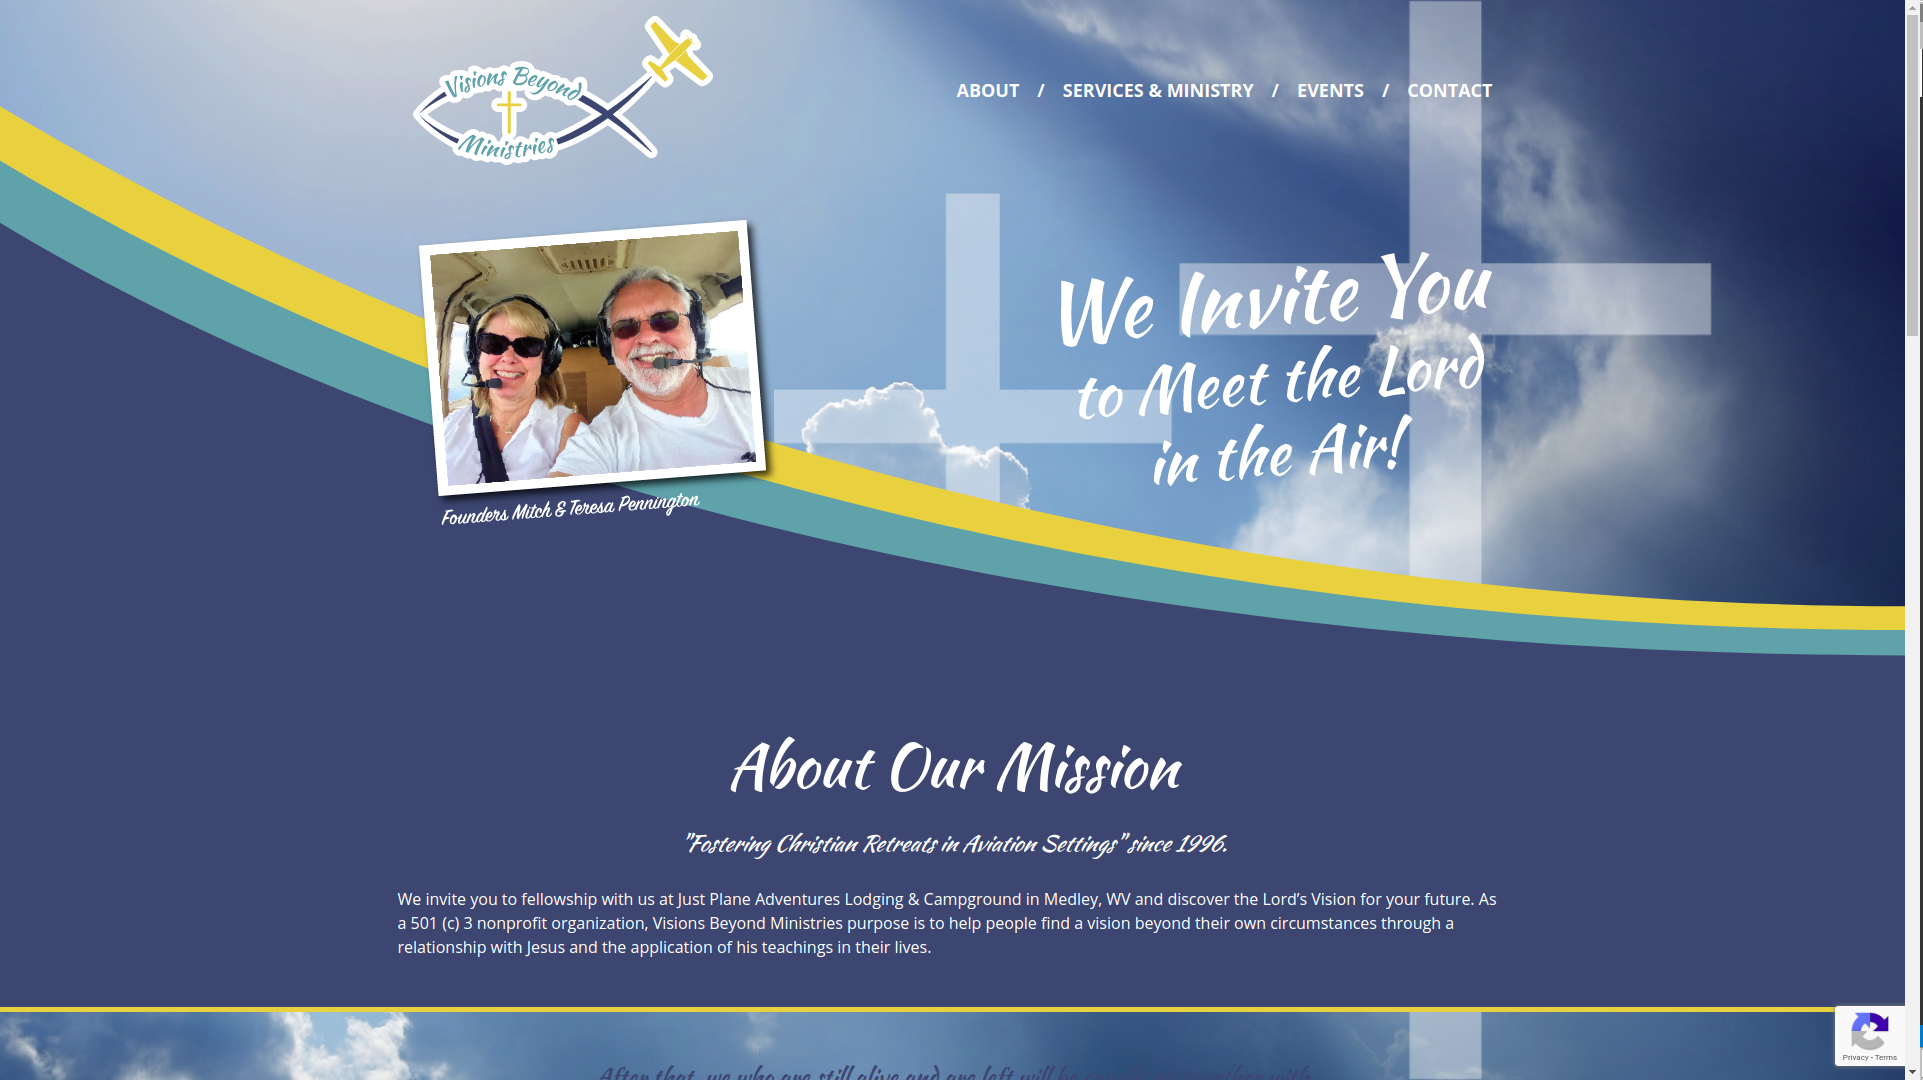 Visions Beyond
Ministries
ABOUT / SERVICES & MINISTRY / EVENTS / CONTACT
We Invite You
to Meet the Lord
in the Air!
Founders Mitch & Teresa Pennington
About Our Mission
"Fostering Christian Retreats in Aviation Settings" since 1996.
We invite you to fellowship with us at Just Plane Adventures Lodging & Campground in Medley, WV and discover the Lord’s Vision for your future. As
a 501 (c) 3 nonprofit organization, Visions Beyond Ministries purpose is to help people find a vision beyond their own circumstances through a
relationship with Jesus and the application of his teachings in their lives.
After that, we who are still alive and are left will be caught up together with
Privacy - Terms